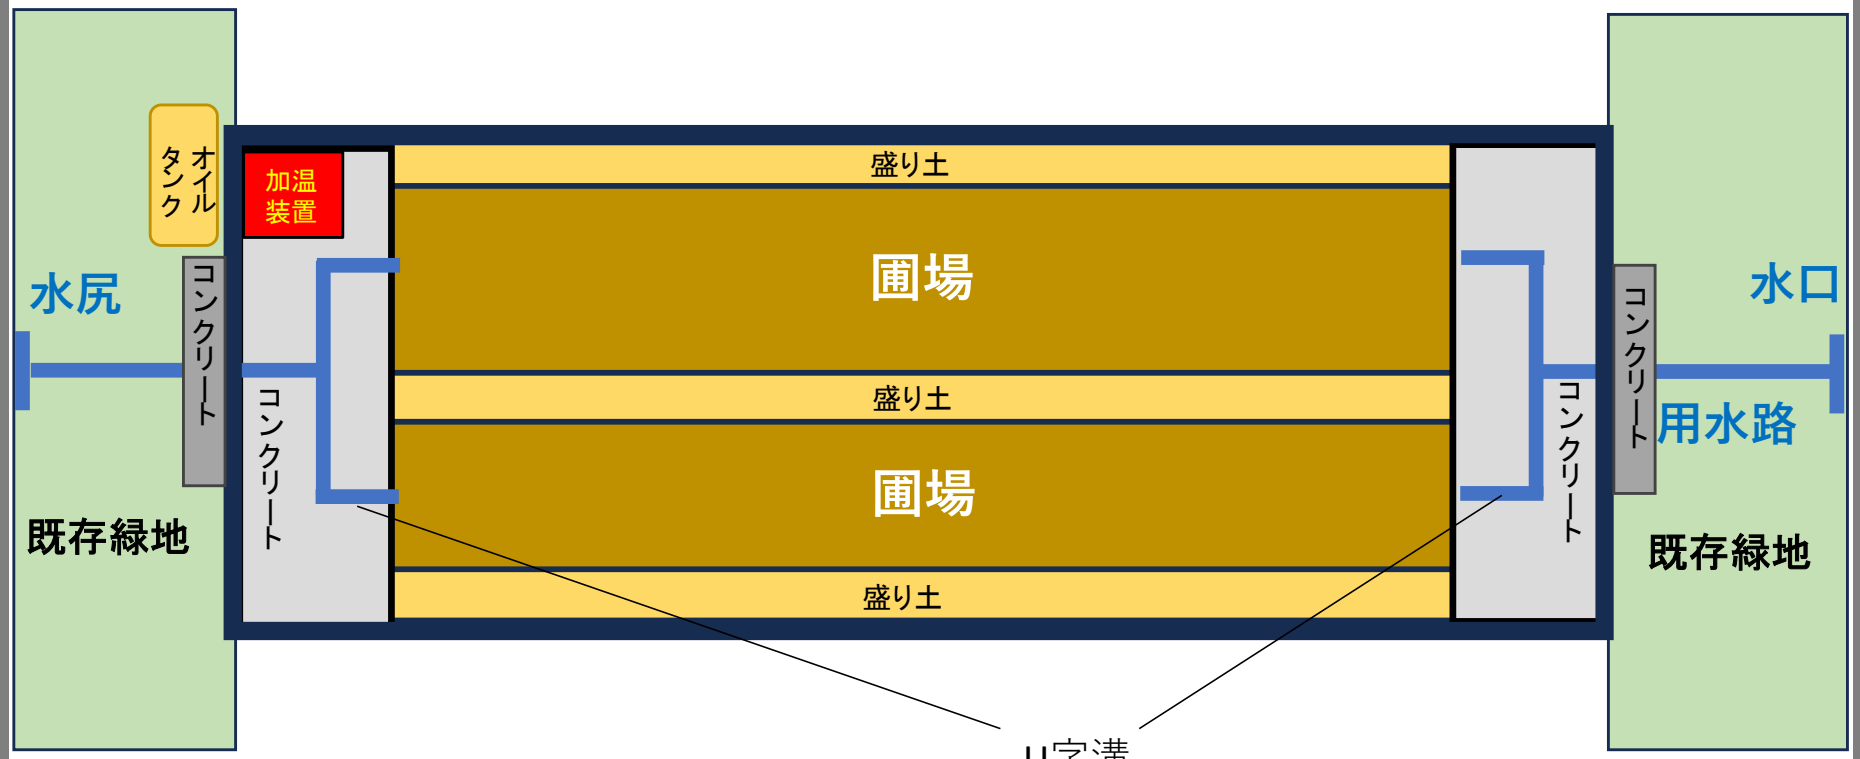 オイル
タンク
加温
装置
盛り土
圃場
盛り土
圃場
盛り土
コンクリート
コンクリート
コンクリート
コンクリート
水尻
既存緑地
水口
用水路
既存緑地
U字溝